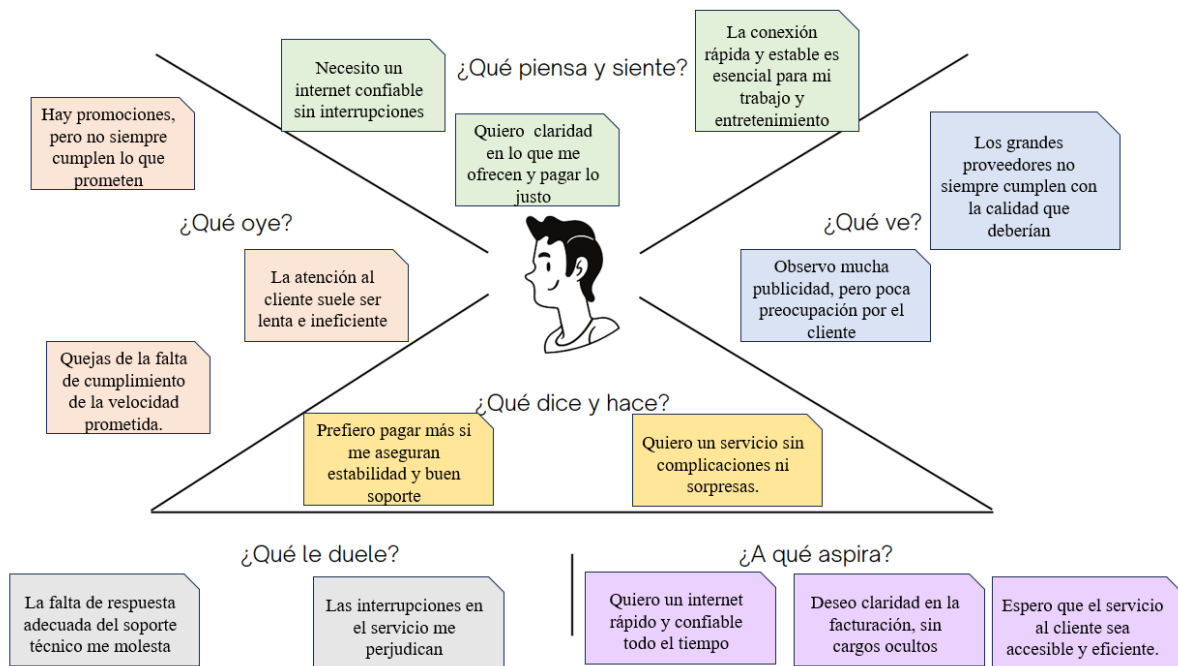 ¿Qué piensa y siente?
Necesito un
internet confiable
sin interrupciones
Quiero claridad
en lo que me
ofrecen y pagar lo
justo
La conexión
rápida y estable es
esencial para mi
trabajo y
entretenimiento
¿Qué oye?
Hay promociones,
pero no siempre
cumplen lo que
prometen
La atención al
cliente suele ser
lenta e ineficiente
Quejas de la falta
de cumplimiento
de la velocidad
prometida.
¿Qué ve?
Los grandes
proveedores no
siempre cumplen con
la calidad que
deberían
Observo mucha
publicidad, pero poca
preocupación por el
cliente
¿Qué dice y hace?
Prefiero pagar más si
me aseguran
estabilidad y buen
soporte
Quiero un servicio sin
complicaciones ni
sorpresas.
¿Qué le duele?
La falta de respuesta
adecuada del soporte
técnico me molesta
Las interrupciones en
el servicio me
perjudican
¿A qué aspira?
Quiero un internet
rápido y confiable
todo el tiempo
Deseo claridad en la
facturación, sin
cargos ocultos
Espero que el servicio
al cliente sea
accesible y eficiente.